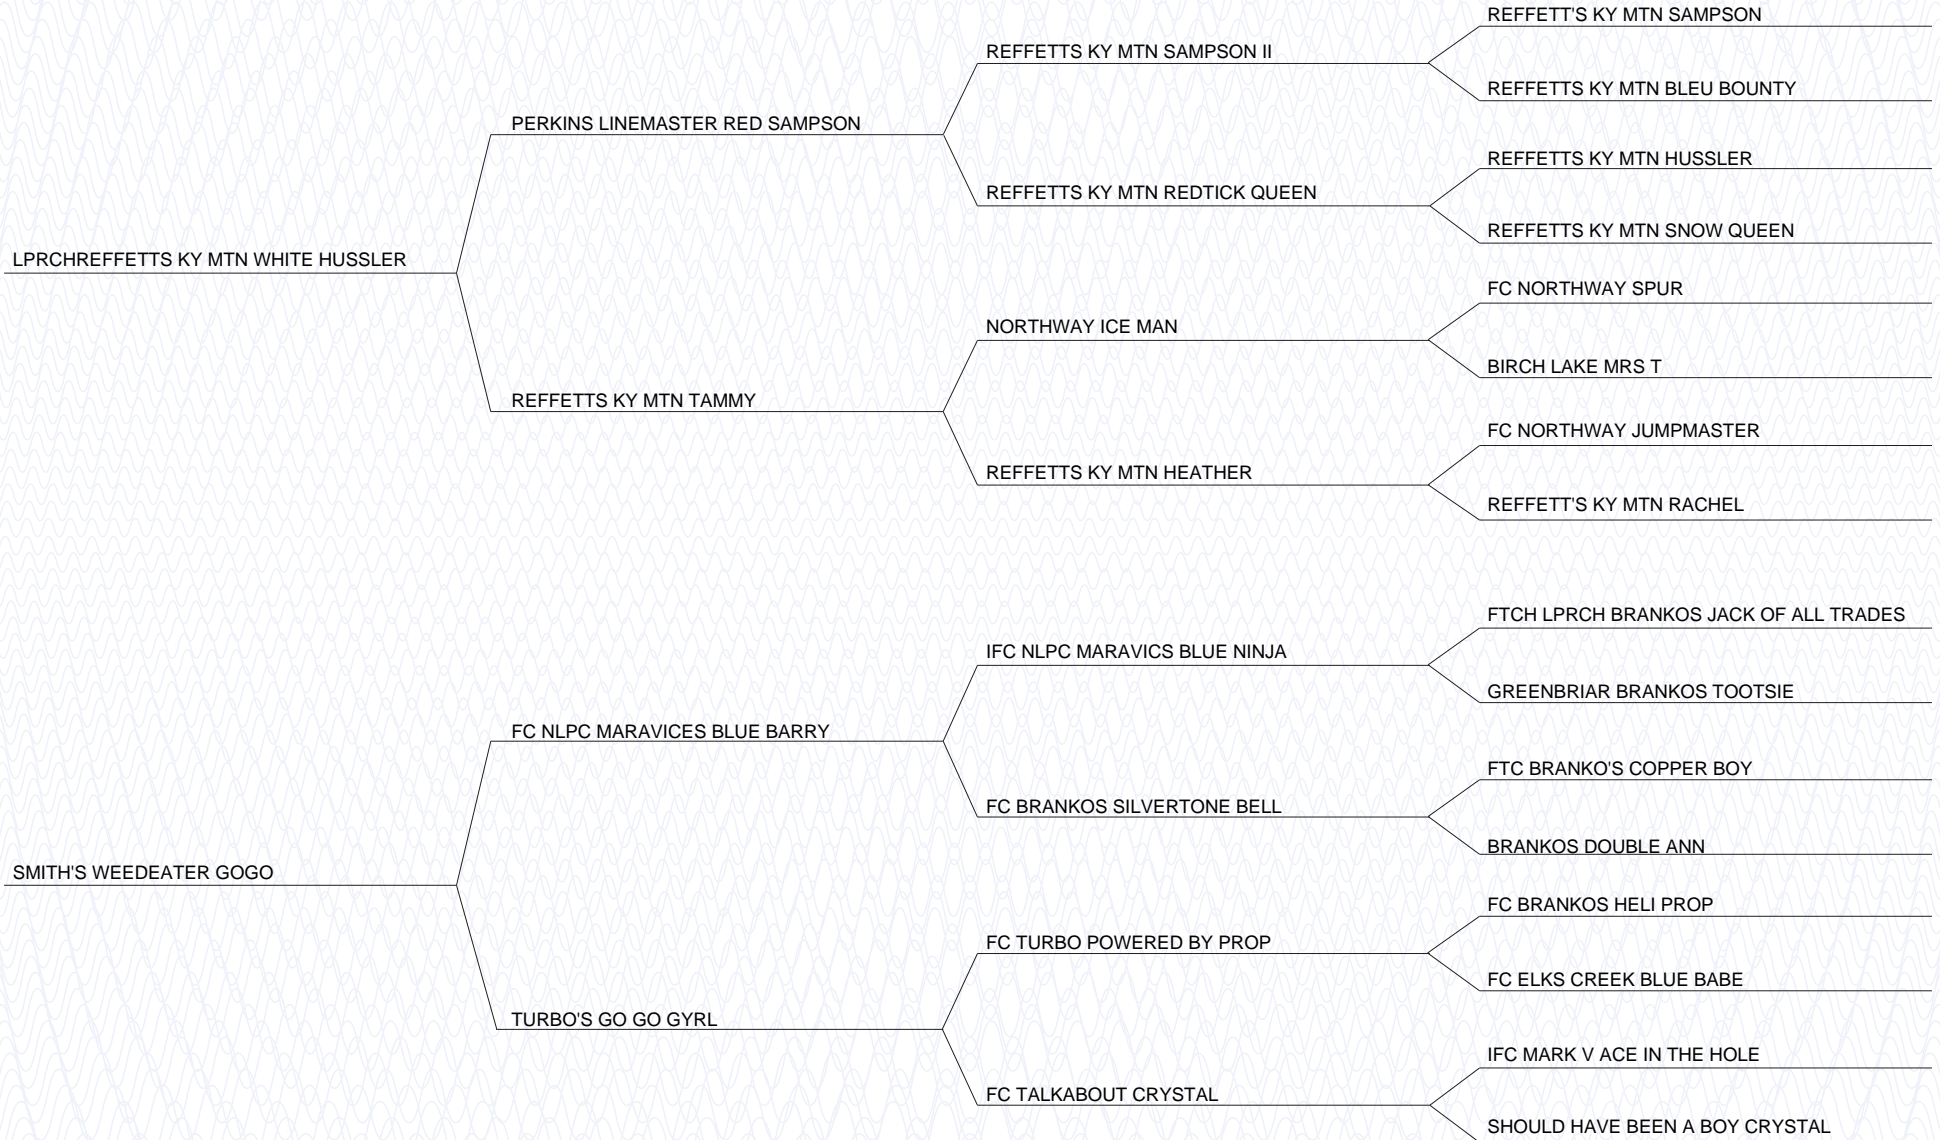 REFFETT'S KY MTN SAMPSON
REFFETTS KY MTN SAMPSON II
REFFETTS KY MTN BLEU BOUNTY
PERKINS LINEMASTER RED SAMPSON
REFFETTS KY MTN HUSSLER
REFFETTS KY MTN REDTICK QUEEN
REFFETTS KY MTN SNOW QUEEN
LPRCHREFFETTS KY MTN WHITE HUSSLER
FC NORTHWAY SPUR
NORTHWAY ICE MAN
BIRCH LAKE MRS T
REFFETTS KY MTN TAMMY
FC NORTHWAY JUMPMASTER
REFFETTS KY MTN HEATHER
REFFETT'S KY MTN RACHEL
FTCH LPRCH BRANKOS JACK OF ALL TRADES
IFC NLPC MARAVICS BLUE NINJA
GREENBRIAR BRANKOS TOOTSIE
FC NLPC MARAVICES BLUE BARRY
FTC BRANKO'S COPPER BOY
FC BRANKOS SILVERTONE BELL
BRANKOS DOUBLE ANN
SMITH'S WEEDEATER GOGO
FC BRANKOS HELI PROP
FC TURBO POWERED BY PROP
FC ELKS CREEK BLUE BABE
TURBO'S GO GO GYRL
IFC MARK V ACE IN THE HOLE
FC TALKABOUT CRYSTAL
SHOULD HAVE BEEN A BOY CRYSTAL